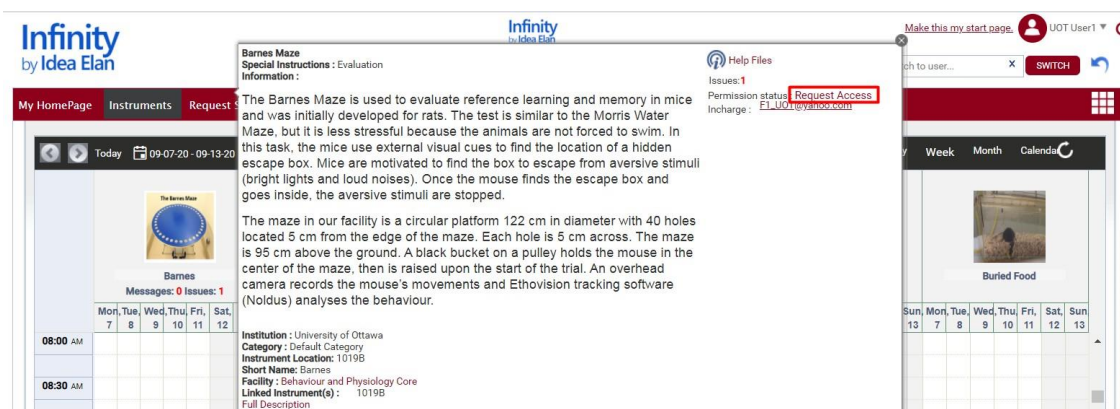 Infinity
by Idea Elan
Infinity
by Idea Elan
Make this my start page.
UOT User1
ch to user... x SWITCH
My HomePage Instruments Request S
Barnes Maze
Special Instructions : Evaluation
Information :
The Barnes Maze is used to evaluate reference learning and memory in mice
and was initially developed for rats. The test is similar to the Morris Water
Maze, but it is less stressful because the animals are not forced to swim. In
this task, the mice use external visual cues to find the location of a hidden
escape box. Mice are motivated to find the box to escape from aversive stimuli
(bright lights and loud noises). Once the mouse finds the escape box and
goes inside, the aversive stimuli are stopped.
The maze in our facility is a circular platform 122 cm in diameter with 40 holes
located 5 cm from the edge of the maze. Each hole is 5 cm across. The maze
is 95 cm above the ground. A black bucket on a pulley holds the mouse in the
center of the maze, then is raised upon the start of the trial. An overhead
camera records the mouse's movements and Ethovision tracking software
(Noldus) analyses the behaviour.
Institution : University of Ottawa
Category : Default Category
Instrument Location: 1019B
Short Name: Barnes
Facility : Behaviour and Physiology Core
Linked Instrument(s) : 1019B
Full Description
Help Files
Issues:1
Permission status: Request Access
Incharge : F1_UOT@yahoo.com
Today 09-07-20 - 09-13-20
y Week Month Calenda
The Barnes Maze
Barnes
Messages: 0 Issues: 1
Buried Food
Mon, Tue, Wed, Thu, Fri, Sat,
7 8 9 10 11 12
Sun, Mon, Tue, Wed, Thu, Fri, Sat, Sun
13 7 8 9 10 11 12 13
08:00 AM
08:30 AM